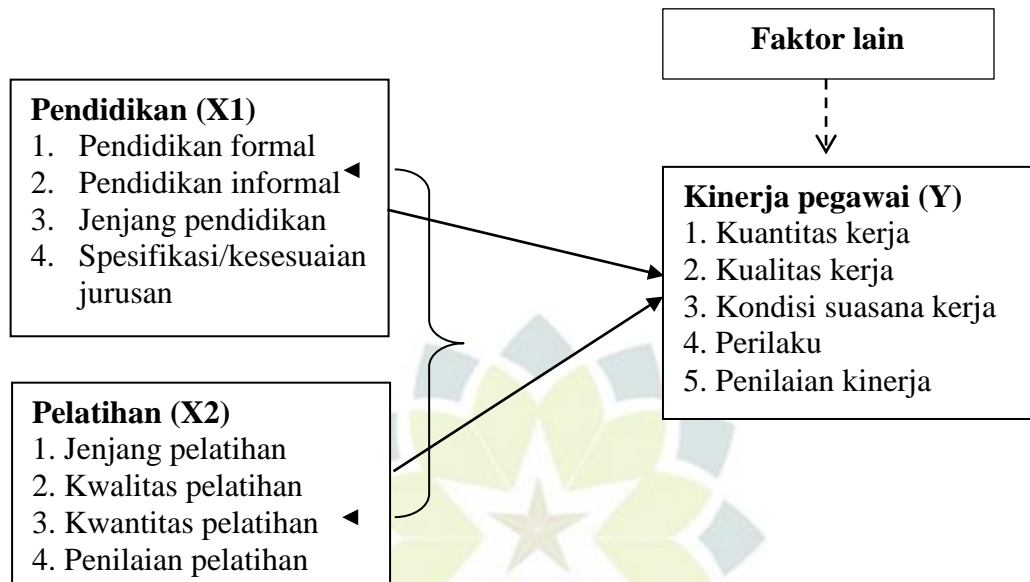 Faktor lain
Pendidikan (X1)
1. Pendidikan formal
2. Pendidikan informal
3. Jenjang pendidikan
4. Spesifikasi/kesesuaian
jurusan
Kinerja pegawai (Y)
1. Kuantitas kerja
2. Kualitas kerja
3. Kondisi suasana kerja
4. Perilaku
5. Penilaian kinerja
Pelatihan (X2)
1. Jenjang pelatihan
2. Kwalitas pelatihan
3. Kwantitas pelatihan
4. Penilaian pelatihan